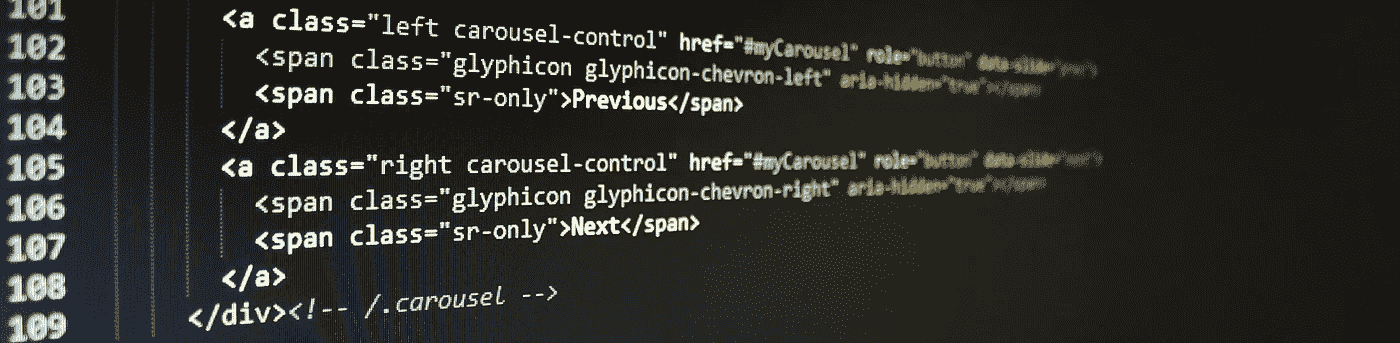 101 <a class="left carousel-control" href="#myCarousel" role="button" data-slide="prev">
102 <span class="glyphicon glyphicon-chevron-left" aria-hidden="true"></span>
103 <span class="sr-only">Previous</span>
104 </a>
105 <a class="right carousel-control" href="#myCarousel" role="button" data-slide="next">
106 <span class="glyphicon glyphicon-chevron-right" aria-hidden="true"></span>
107 <span class="sr-only">Next</span>
108 </a>
109 </div><!-- /.carousel -->